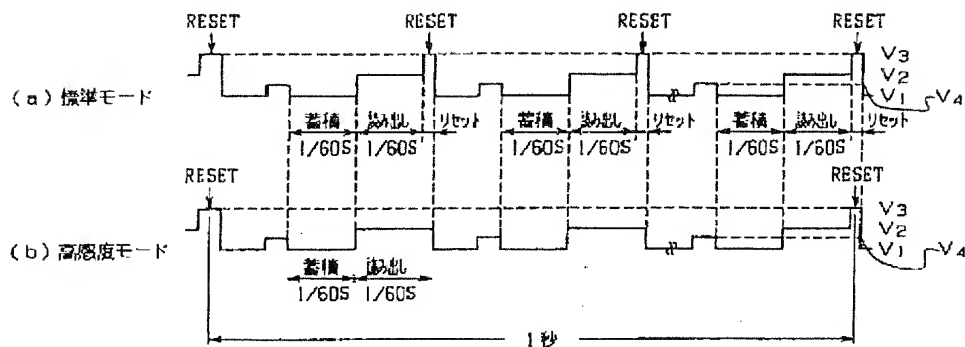 RESET RESET RESET RESET
(a)標準モード
V3
V2
V1
V4
蓄積 読み出し リセット 蓄積 読み出し リセット 蓄積 読み出し リセット
1/60S 1/60S 1/60S 1/60S 1/60S 1/60S
RESET RESET
(b)高感度モード
V3
V2
V1
V4
蓄積 読み出し
1/60S 1/60S
1秒